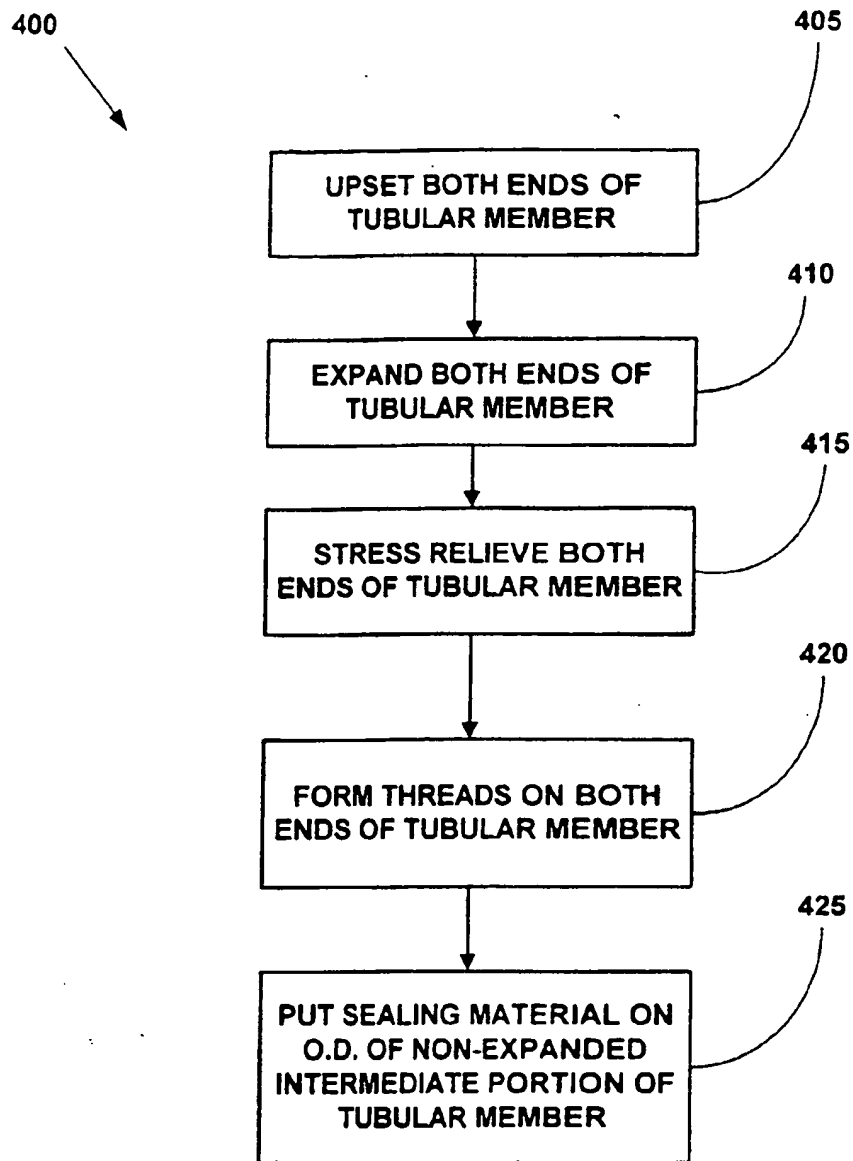 400
405
UPSET BOTH ENDS OF
TUBULAR MEMBER
410
EXPAND BOTH ENDS OF
TUBULAR MEMBER
415
STRESS RELIEVE BOTH
ENDS OF TUBULAR MEMBER
420
FORM THREADS ON BOTH
ENDS OF TUBULAR MEMBER
425
PUT SEALING MATERIAL ON
O.D. OF NON-EXPANDED
INTERMEDIATE PORTION OF
TUBULAR MEMBER